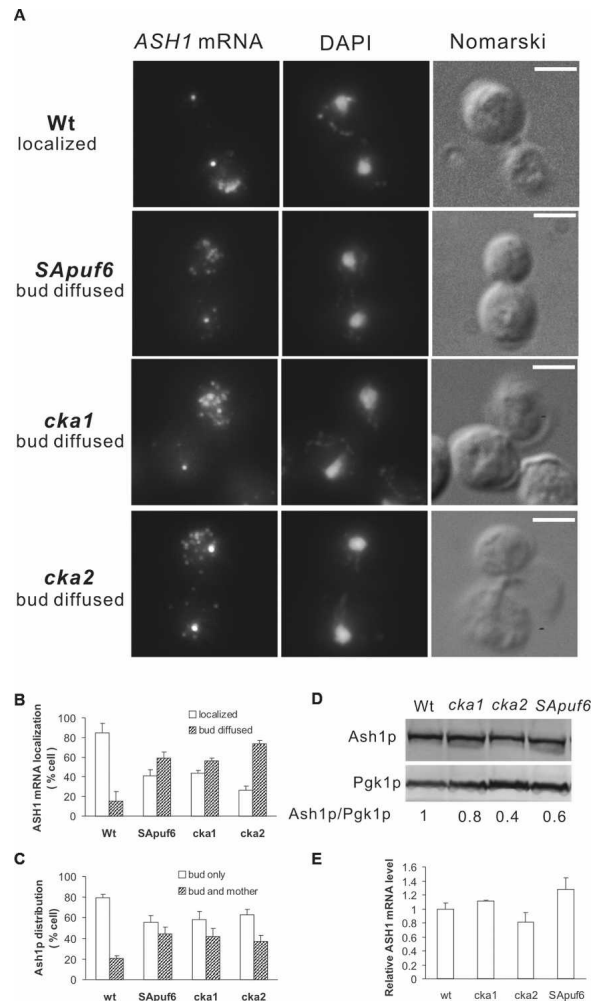 A
ASH1 mRNA DAPI Nomarski
Wt
localized
SApuf6
bud diffused
cka1
bud diffused
cka2
bud diffused
B
ASH1 mRNA localization
( % cell)
100
80
60
40
20
0
localized
bud diffused
Wt SApuf6 cka1 cka2
C
Ash1p distribution
( % cell)
100
80
60
40
20
0
bud only
bud and mother
wt SApuf6 cka1 cka2
D
Wt cka1 cka2 SApuf6
Ash1p
Pgk1p
Ash1p/Pgk1p 1 0.8 0.4 0.6
E
Relative ASH1 mRNA level
1.6
1.4
1.2
1
0.8
0.6
0.4
0.2
0
wt cka1 cka2 SApuf6